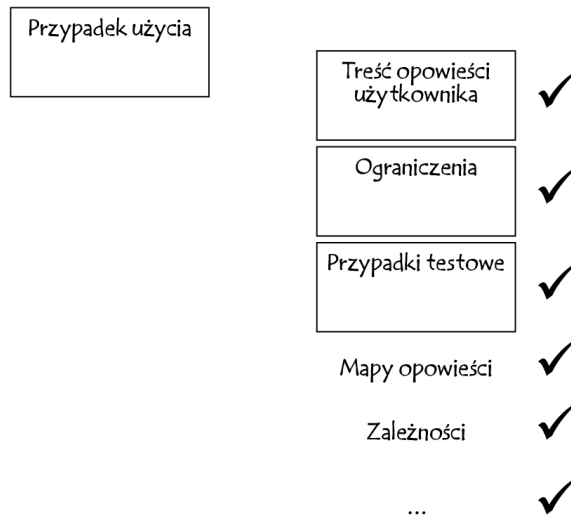 Przypadek użycia
Treść opowieści
użytkownika
Ograniczenia
Przypadki testowe
Mapy opowieści
Zależności
...